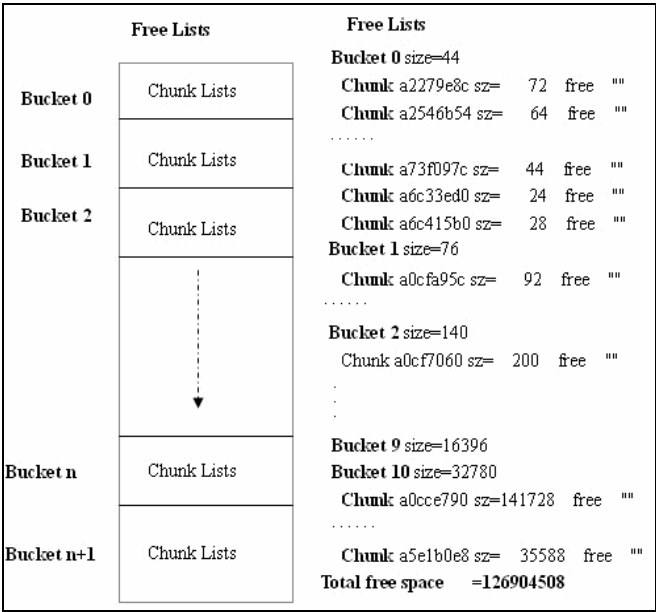 Free Lists
Bucket 0
Chunk Lists
Bucket 1
Chunk Lists
Bucket 2
Chunk Lists
Bucket n
Chunk Lists
Bucket n+1
Chunk Lists
Free Lists
Bucket 0 size=44
Chunk a2279e8c sz= 72 free ""
Chunk a2546b54 sz= 64 free ""
......
Chunk a73f097c sz= 44 free ""
Chunk a6c33ed0 sz= 24 free ""
Chunk a6c415b0 sz= 28 free ""
Bucket 1 size=76
Chunk a0cfa95c sz= 92 free ""
......
Bucket 2 size=140
Chunk a0cf7060 sz= 200 free ""
.
.
.
Bucket 9 size=16396
Bucket 10 size=32780
Chunk a0cce790 sz=141728 free ""
......
Chunk a5e1b0e8 sz= 35588 free ""
Total free space =126904508